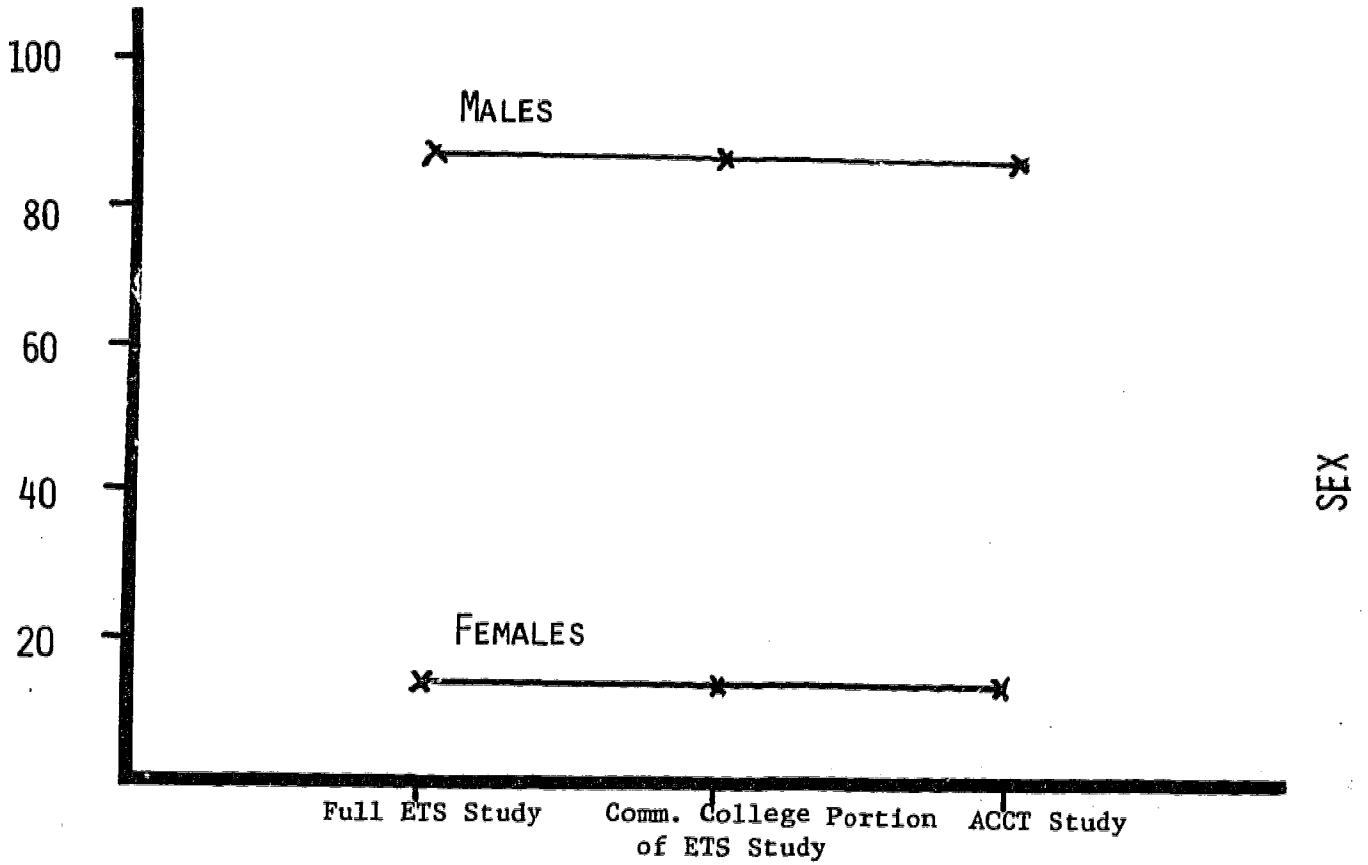 100
MALES
80
60
40
SEX
20
FEMALES
Full ETS Study
Comm. College Portion
of ETS Study
ACCT Study